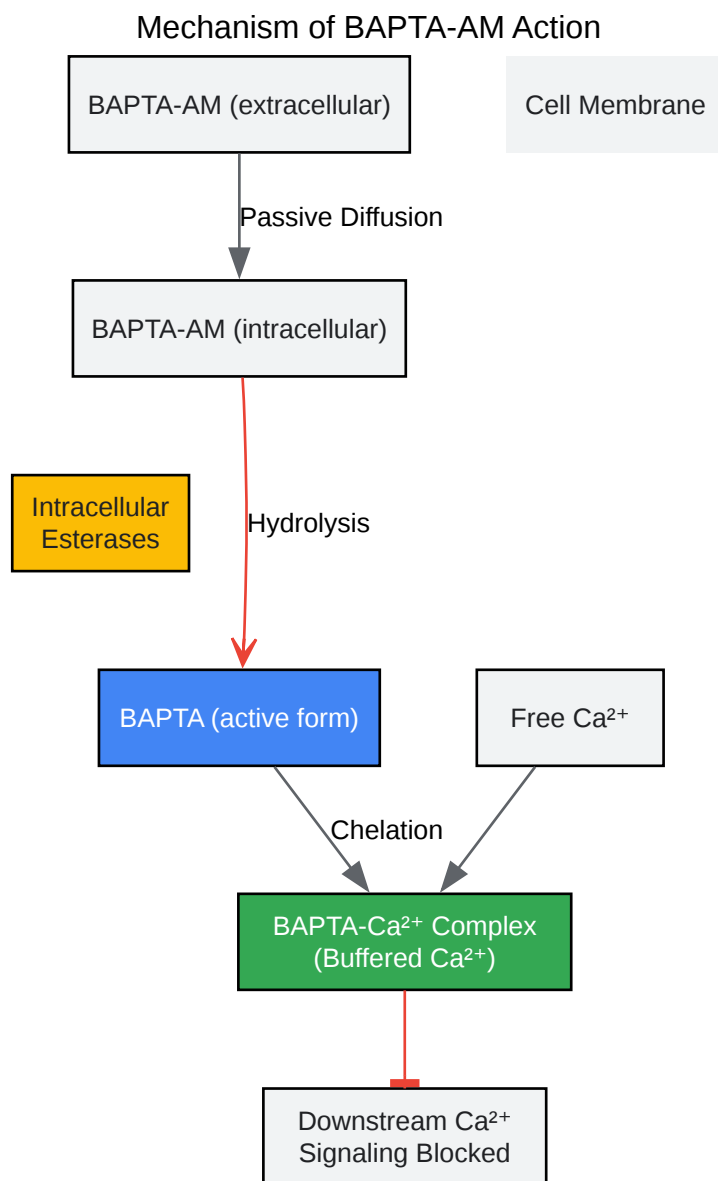 Mechanism of BAPTA-AM Action
BAPTA-AM (extracellular)
Cell Membrane
Passive Diffusion
BAPTA-AM (intracellular)
Intracellular
Esterases
Hydrolysis
BAPTA (active form)
Free Ca²⁺
Chelation
BAPTA-Ca²⁺ Complex
(Buffered Ca²⁺)
Downstream Ca²⁺
Signaling Blocked